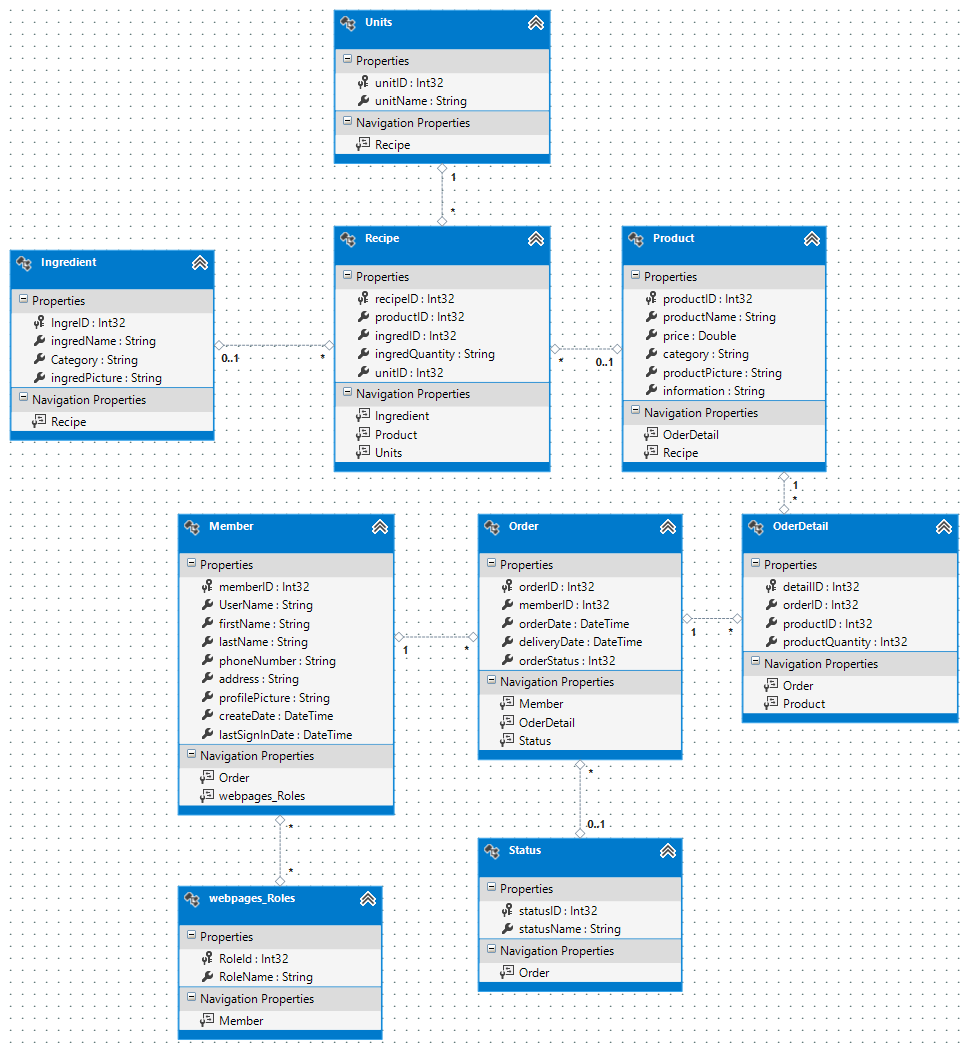 Units
Properties
unitID : Int32
unitName : String
Navigation Properties
Recipe
1
*
Ingredient
Properties
IngreID : Int32
ingredName : String
Category : String
ingredPicture : String
Navigation Properties
Recipe
0..1
*
Recipe
Properties
recipeID : Int32
productID : Int32
ingredID : Int32
ingredQuantity : String
unitID : Int32
Navigation Properties
Ingredient
Product
Units
*
0..1
Product
Properties
productID : Int32
productName : String
price : Double
category : String
productPicture : String
information : String
Navigation Properties
OderDetail
Recipe
1
*
Member
Properties
memberID : Int32
UserName : String
firstName : String
lastName : String
phoneNumber : String
address : String
profilePicture : String
createDate : DateTime
lastSignInDate : DateTime
Navigation Properties
Order
webpages_Roles
1
*
Order
Properties
orderID : Int32
memberID : Int32
orderDate : DateTime
deliveryDate : DateTime
orderStatus : Int32
Navigation Properties
Member
OderDetail
Status
1
*
OderDetail
Properties
detailID : Int32
orderID : Int32
productID : Int32
productQuantity : Int32
Navigation Properties
Order
Product
*
*
webpages_Roles
Properties
RoleId : Int32
RoleName : String
Navigation Properties
Member
*
0..1
Status
Properties
statusID : Int32
statusName : String
Navigation Properties
Order